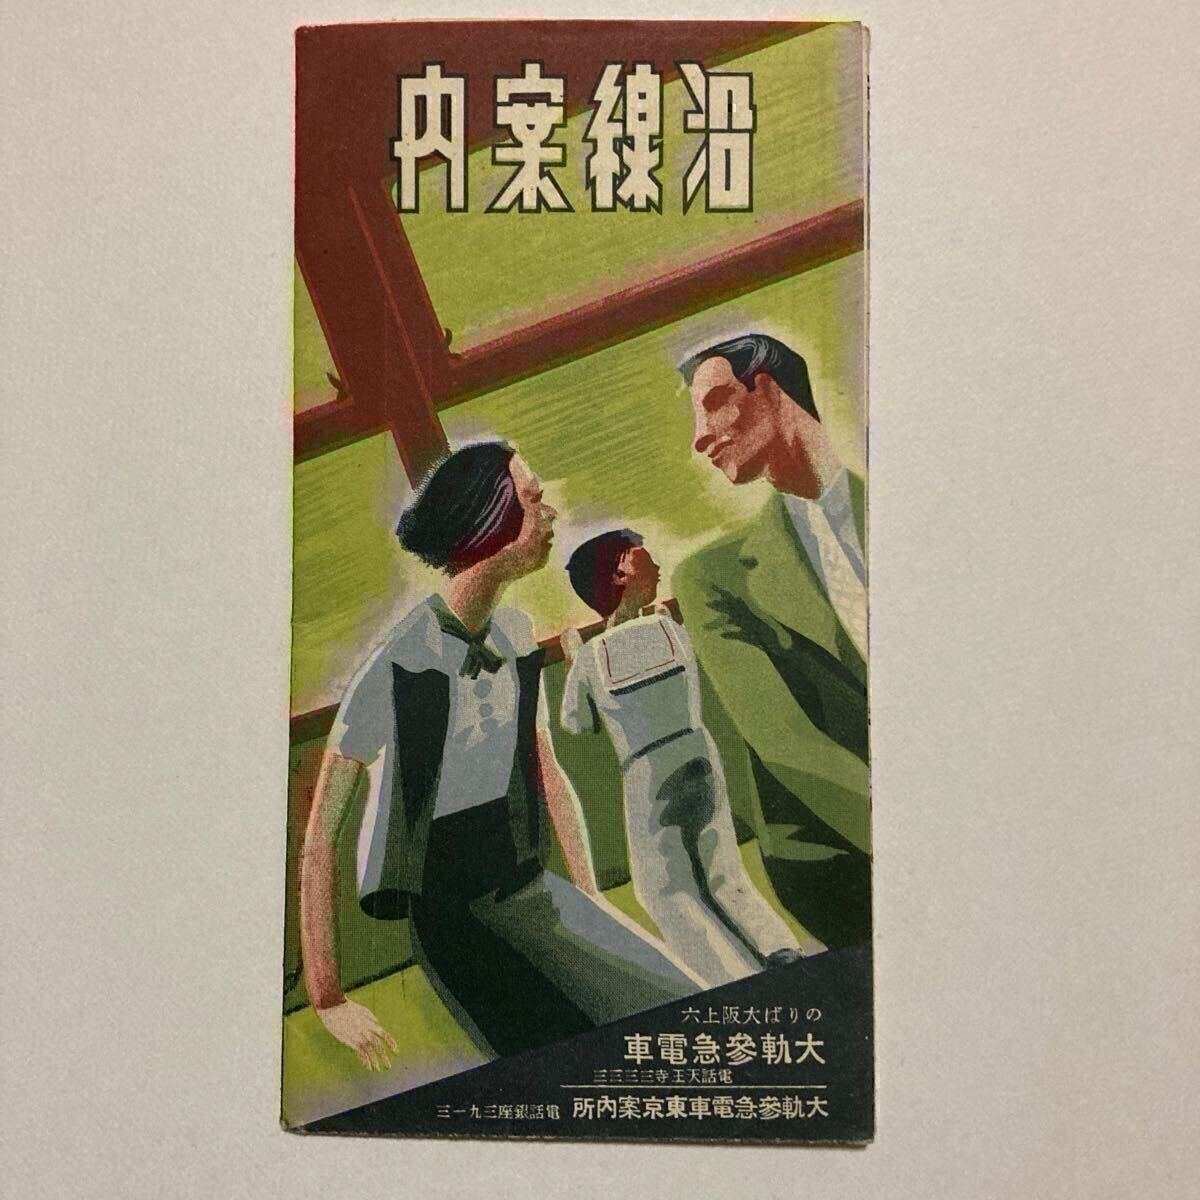 沿線案内
のりば大阪上六
大軌参急電車
電話天王寺三三三三
大軌参急電車東京案内所 電話銀座三九一三